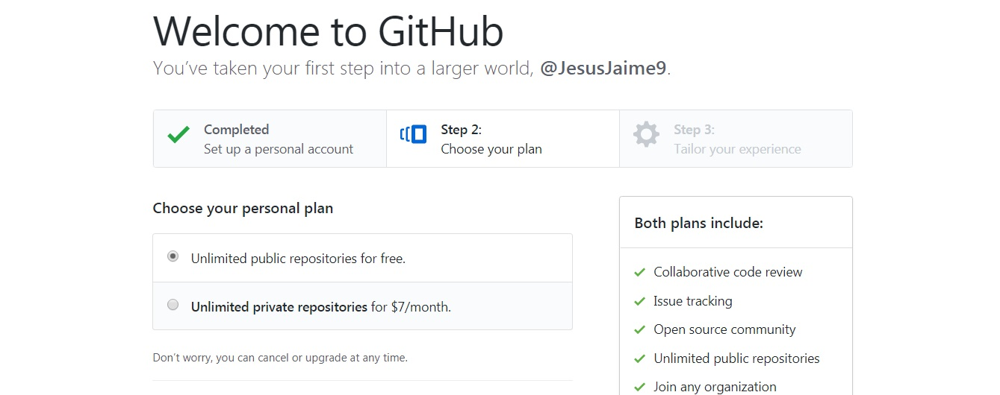 Welcome to GitHub
You’ve taken your first step into a larger world, @JesusJaime9.
Completed
Set up a personal account
Step 2:
Choose your plan
Step 3:
Tailor your experience
Choose your personal plan
Unlimited public repositories for free.
Unlimited private repositories for $7/month.
Don’t worry, you can cancel or upgrade at any time.
Both plans include:
Collaborative code review
Issue tracking
Open source community
Unlimited public repositories
Join any organization